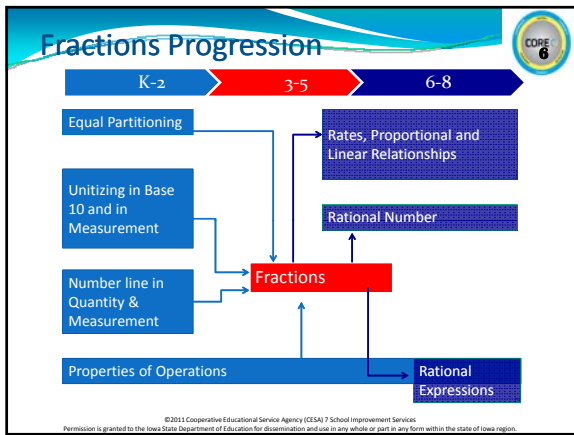 Fractions Progression
CORE
6
K-2
3-5
6-8
Equal Partitioning
Rates, Proportional and
Linear Relationships
Unitizing in Base
10 and in
Measurement
Rational Number
Fractions
Number line in
Quantity &
Measurement
Properties of Operations
Rational
Expressions
©2011 Cooperative Educational Service Agency (CESA) 7 School Improvement Services
Permission is granted to the Iowa State Department of Education for dissemination and use in any whole or part in any form within the state of Iowa region.